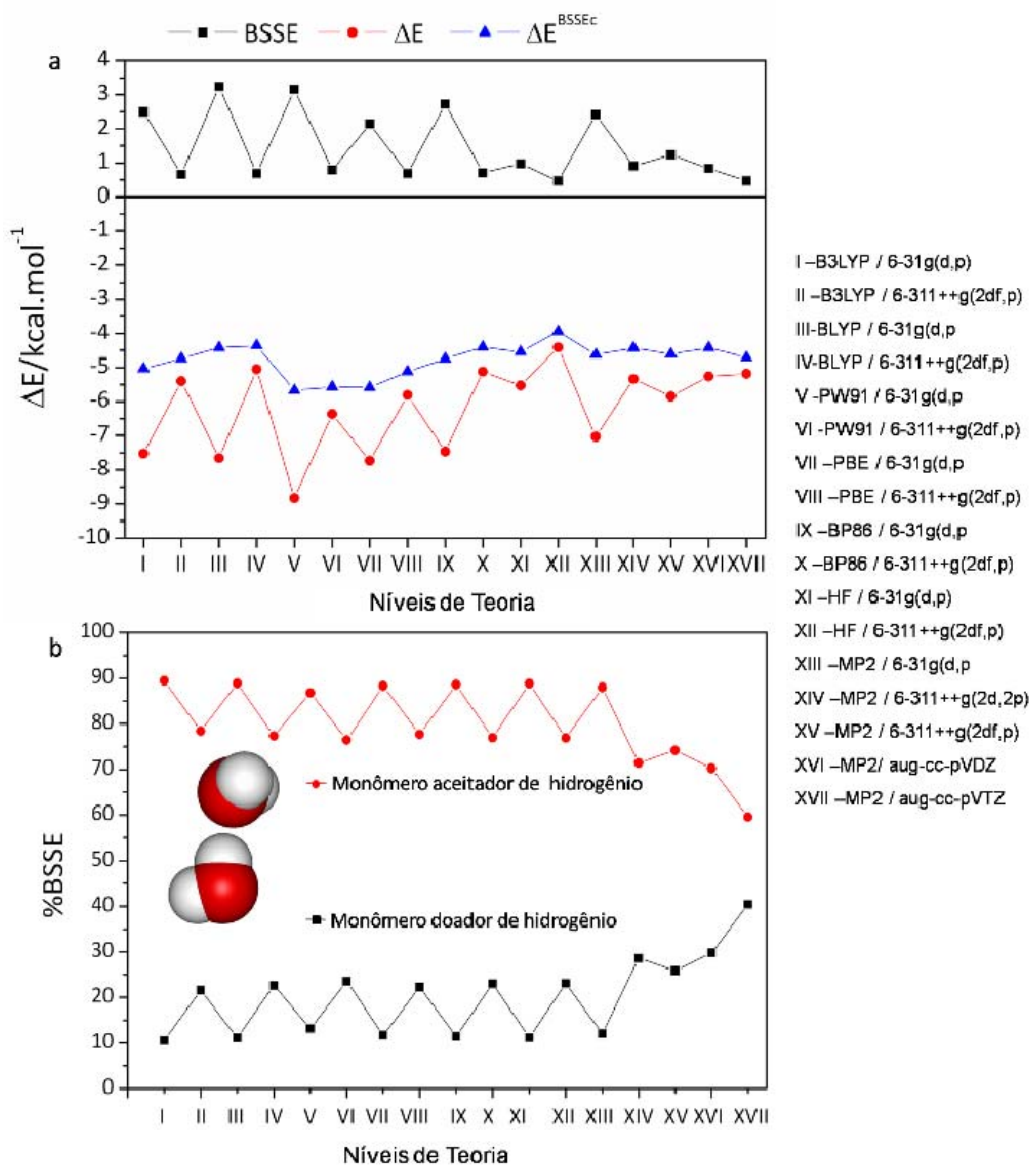 BSSE ΔE ΔE^BSSEc
a
4
3
2
1
0
-1
-2
-3
-4
-5
-6
-7
-8
-9
-10
ΔE/kcal.mol⁻¹
I II III IV V VI VII VIII IX X XI XII XIII XIV XV XVI XVII
Níveis de Teoria
b
100
90
80
70
60
50
40
30
20
10
0
%BSSE
Monômero aceitador de hidrogênio
Monômero doador de hidrogênio
I II III IV V VII VII VIII IX X XI XII XIII XIV XV XVI XVII
Níveis de Teoria
I –B3LYP / 6-31g(d,p)
II –B3LYP / 6-311++g(2df,p)
III-BLYP / 6-31g(d,p
IV-BLYP / 6-311++g(2df,p)
V -PW91 / 6-31g(d,p
VI -PW91 / 6-311++g(2df,p)
VII –PBE / 6-31g(d,p
VIII –PBE / 6-311++g(2df,p)
IX –BP86 / 6-31g(d,p
X –BP86 / 6-311++g(2df,p)
XI –HF / 6-31g(d,p)
XII –HF / 6-311++g(2df,p)
XIII –MP2 / 6-31g(d,p
XIV –MP2 / 6-311++g(2d,2p)
XV –MP2 / 6-311++g(2df,p)
XVI –MP2/ aug-cc-pVDZ
XVII –MP2 / aug-cc-pVTZ